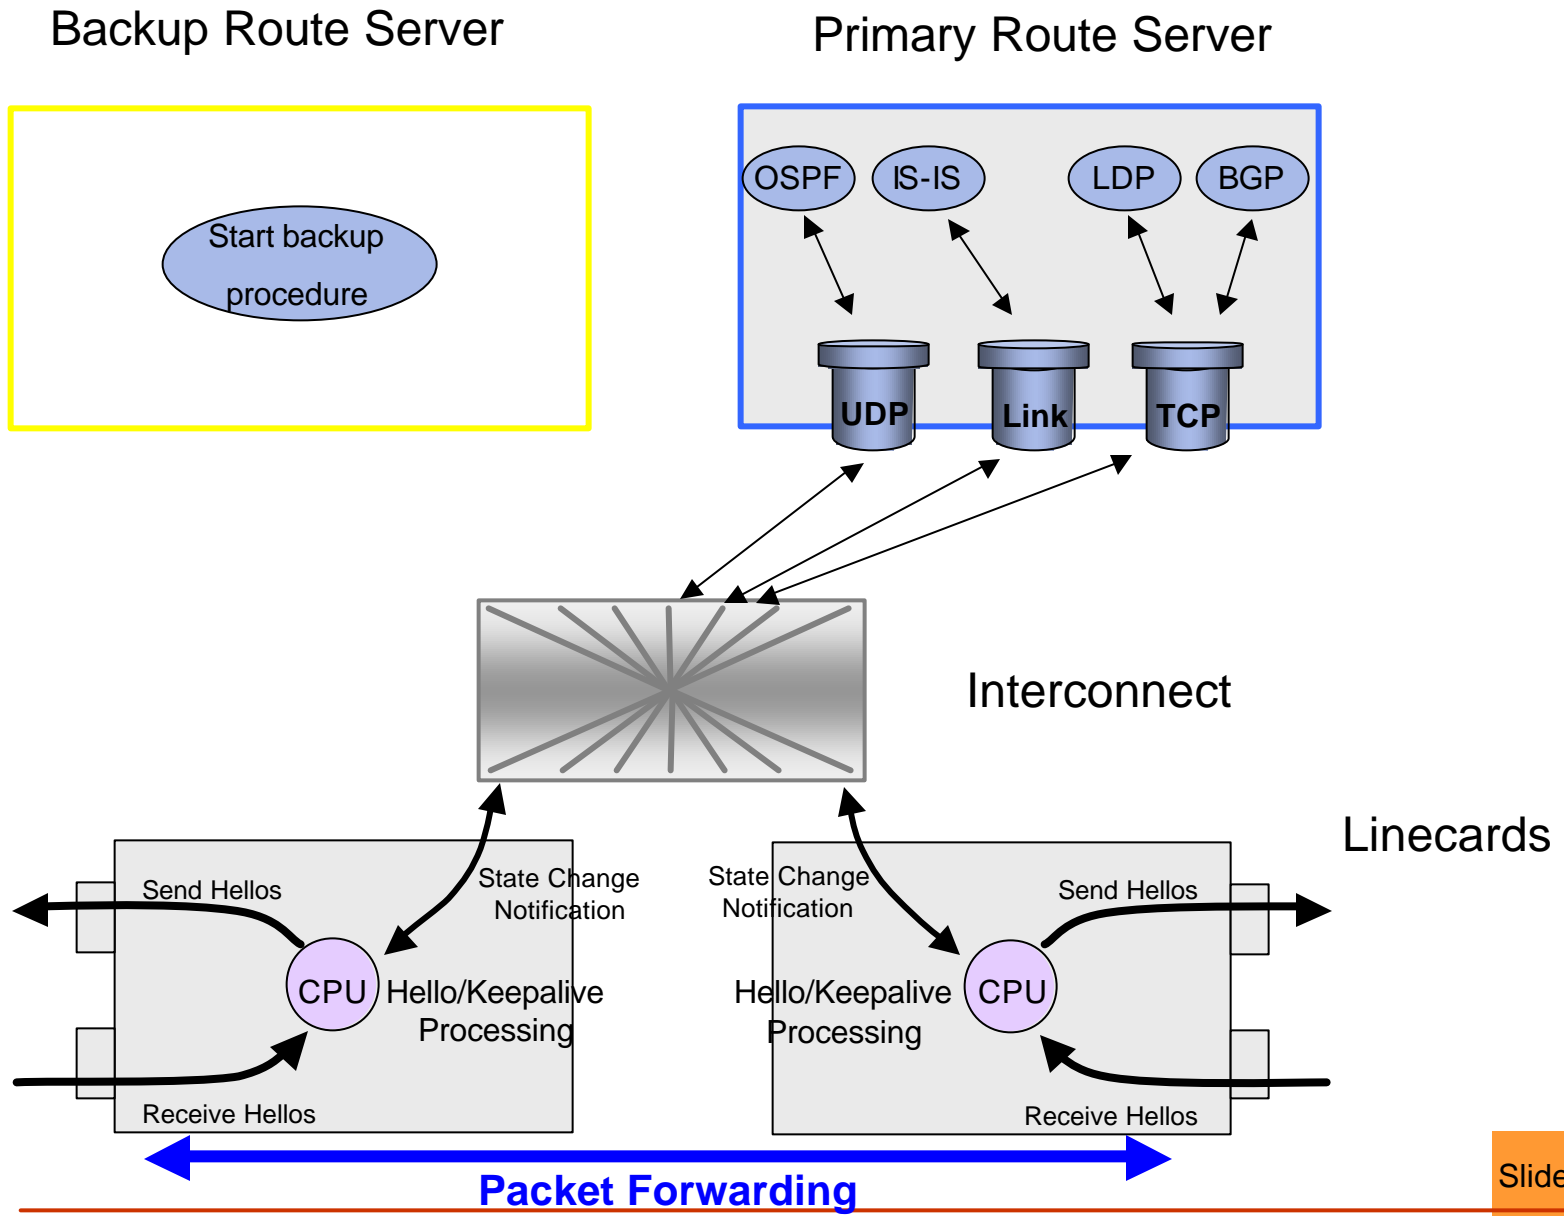 Backup Route Server
Primary Route Server
Start backup
procedure
OSPF
IS-IS
LDP
BGP
UDP
Link
TCP
Interconnect
Linecards
Send Hellos
State Change
Notification
CPU
Hello/Keepalive
Processing
Receive Hellos
State Change
Notification
Send Hellos
Hello/Keepalive
Processing
CPU
Receive Hellos
Packet Forwarding
Slide